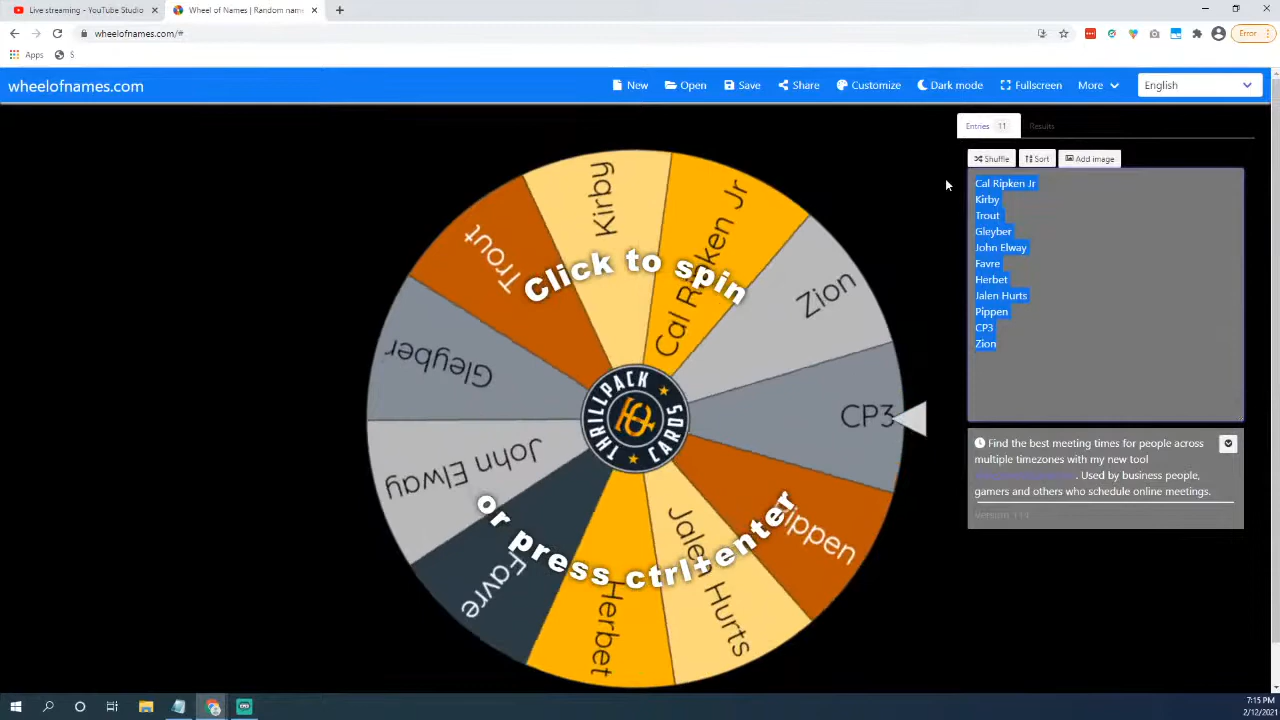 Live streaming - YouTube Studio
Wheel of Names | Random nam
wheelofnames.com/#
Error
Apps
S
wheelofnames.com
New
Open
Save
Share
Customize
Dark mode
Fullscreen
More
English
Entries 11
Results
Shuffle
Sort
Add image
Cal Ripken Jr
Kirby
Trout
Gleyber
John Elway
Favre
Herbet
Jalen Hurts
Pippen
CP3
Zion
Click to spin
or press ctrl+enter
Kirby
Cal Ripken Jr
Zion
CP3
Pippen
Jalen Hurts
Herbet
Favre
John Elway
Gleyber
Trout
THRILLPACK
CARDS
Find the best meeting times for people across
multiple timezones with my new tool
. Used by business people,
gamers and others who schedule online meetings.
7:15 PM
2/12/2021